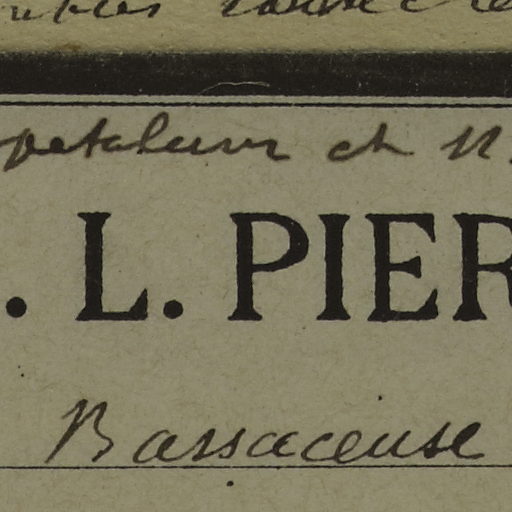 petalum et N.
. L. PIER
Bassaceuse